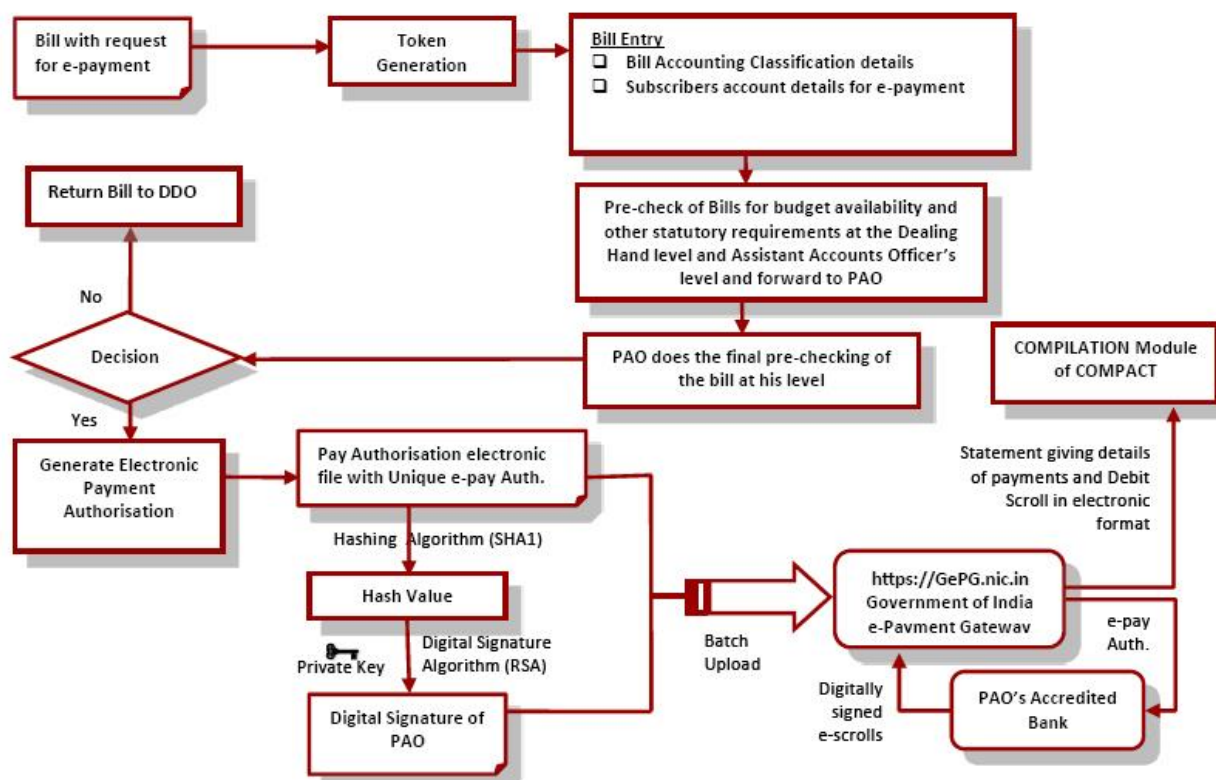 Bill with request
for e-payment
Token
Generation
Bill Entry
❑ Bill Accounting Classification details
❑ Subscribers account details for e-payment
Return Bill to DDO
Pre-check of Bills for budget availability and
other statutory requirements at the Dealing
Hand level and Assistant Accounts Officer's
level and forward to PAO
No
Decision
PAO does the final pre-checking of
the bill at his level
COMPILATION Module
of COMPACT
Yes
Generate Electronic
Payment
Authorisation
Pay Authorisation electronic
file with Unique e-pay Auth.
Statement giving details
of payments and Debit
Scroll in electronic
format
Hashing Algorithm (SHA1)
Hash Value
Private Key
Digital Signature
Algorithm (RSA)
Digital Signature of
PAO
Batch
Upload
https://GePG.nic.in
Government of India
e-Pavment Gatewav
e-pay
Auth.
Digitally
signed
e-scrolls
PAO's Accredited
Bank